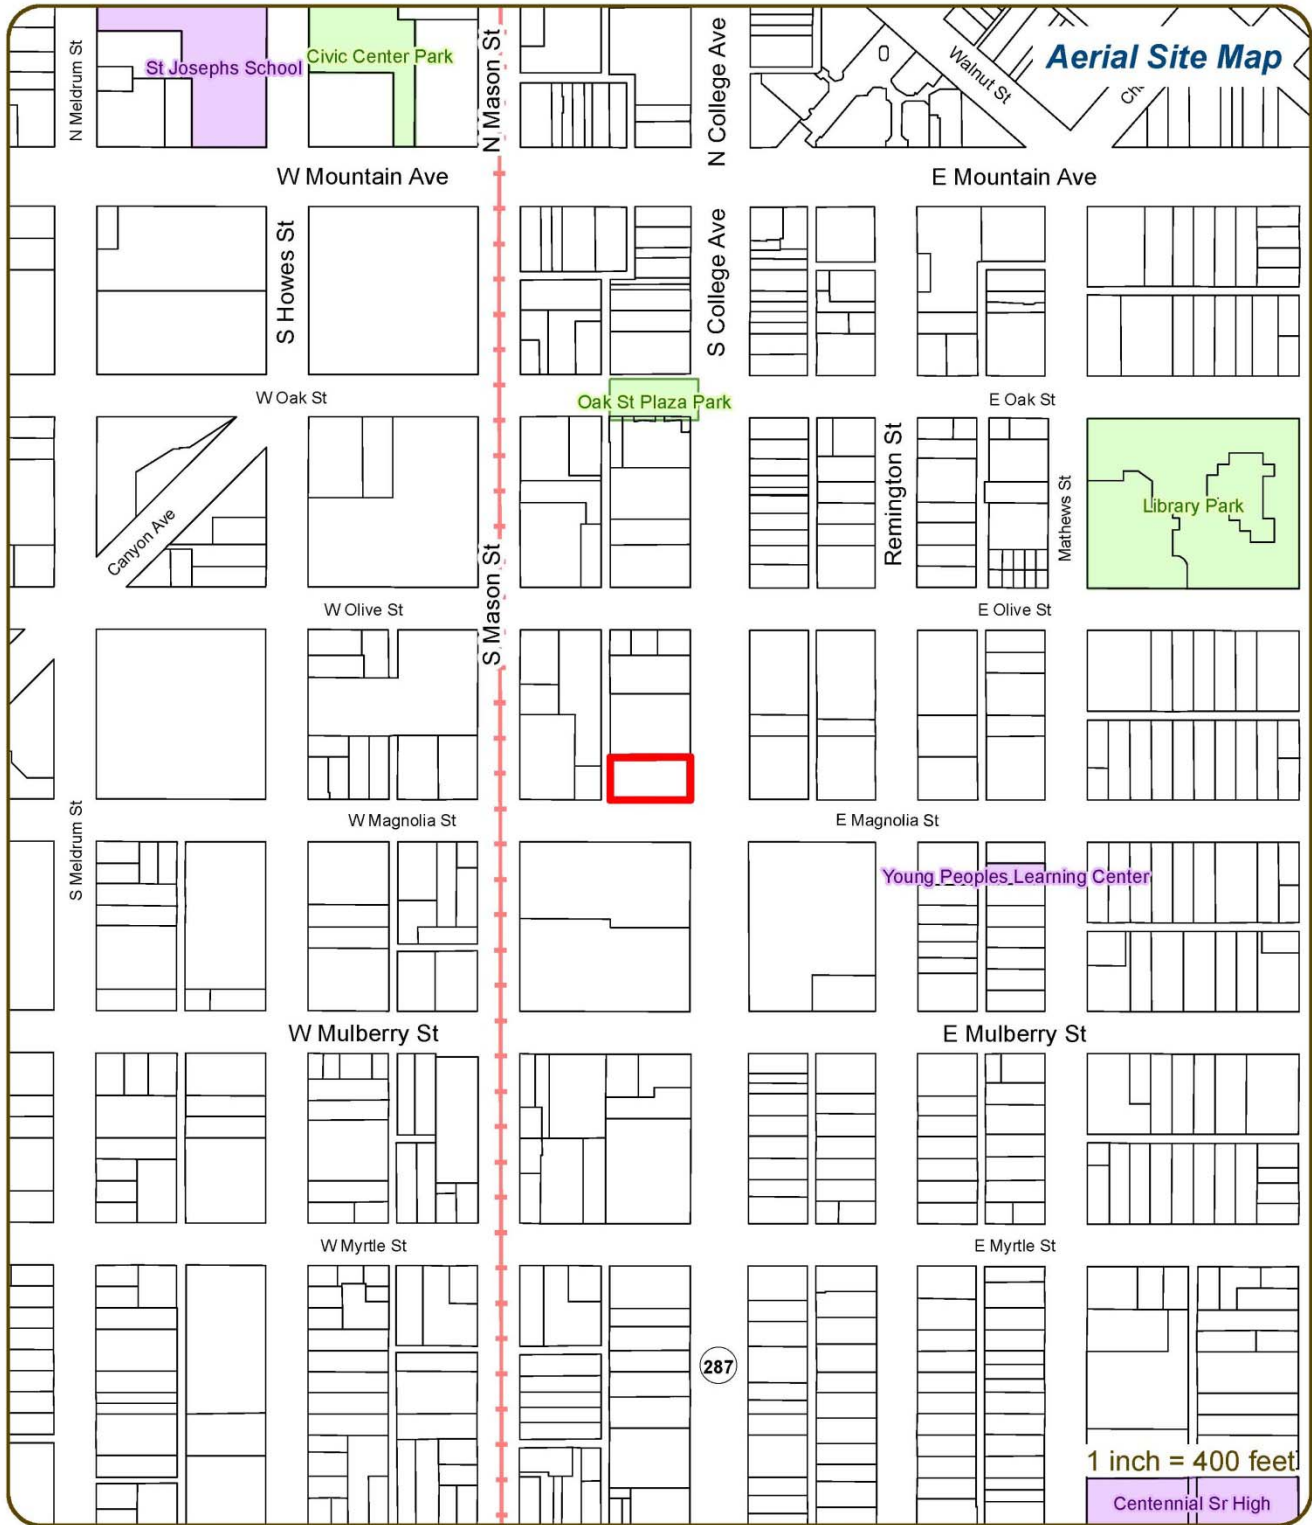 N Meldrum St
St Josephs School
Civic Center Park
N Mason St
N College Ave
Walnut St
Aerial Site Map
W Mountain Ave
E Mountain Ave
S Howes St
S College Ave
W Oak St
Oak St Plaza Park
E Oak St
Canyon Ave
Remington St
Mathews St
Library Park
S Mason St
W Olive St
E Olive St
S Meldrum St
W Magnolia St
E Magnolia St
Young Peoples Learning Center
W Mulberry St
E Mulberry St
W Myrtle St
E Myrtle St
287
1 inch = 400 feet
Centennial Sr High